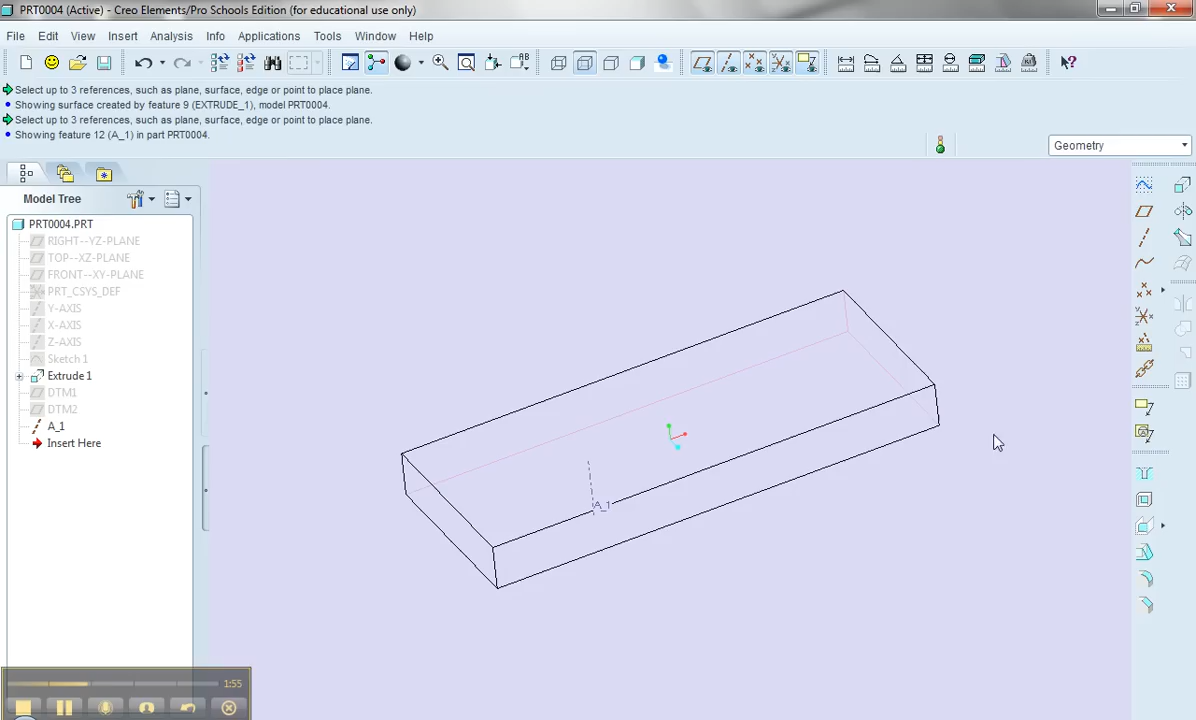 PRT0004 (Active) - Creo Elements/Pro Schools Edition (for educational use only)
File Edit View Insert Analysis Info Applications Tools Window Help
Select up to 3 references, such as plane, surface, edge or point to place plane.
Showing surface created by feature 9 (EXTRUDE_1), model PRT0004.
Select up to 3 references, such as plane, surface, edge or point to place plane.
Showing feature 12 (A_1) in part PRT0004.
Geometry
Model Tree
PRT0004.PRT
RIGHT--YZ-PLANE
TOP--XZ-PLANE
FRONT--XY-PLANE
PRT_CSYS_DEF
Y-AXIS
X-AXIS
Z-AXIS
Sketch 1
Extrude 1
DTM1
DTM2
A_1
Insert Here
A_1
1:55